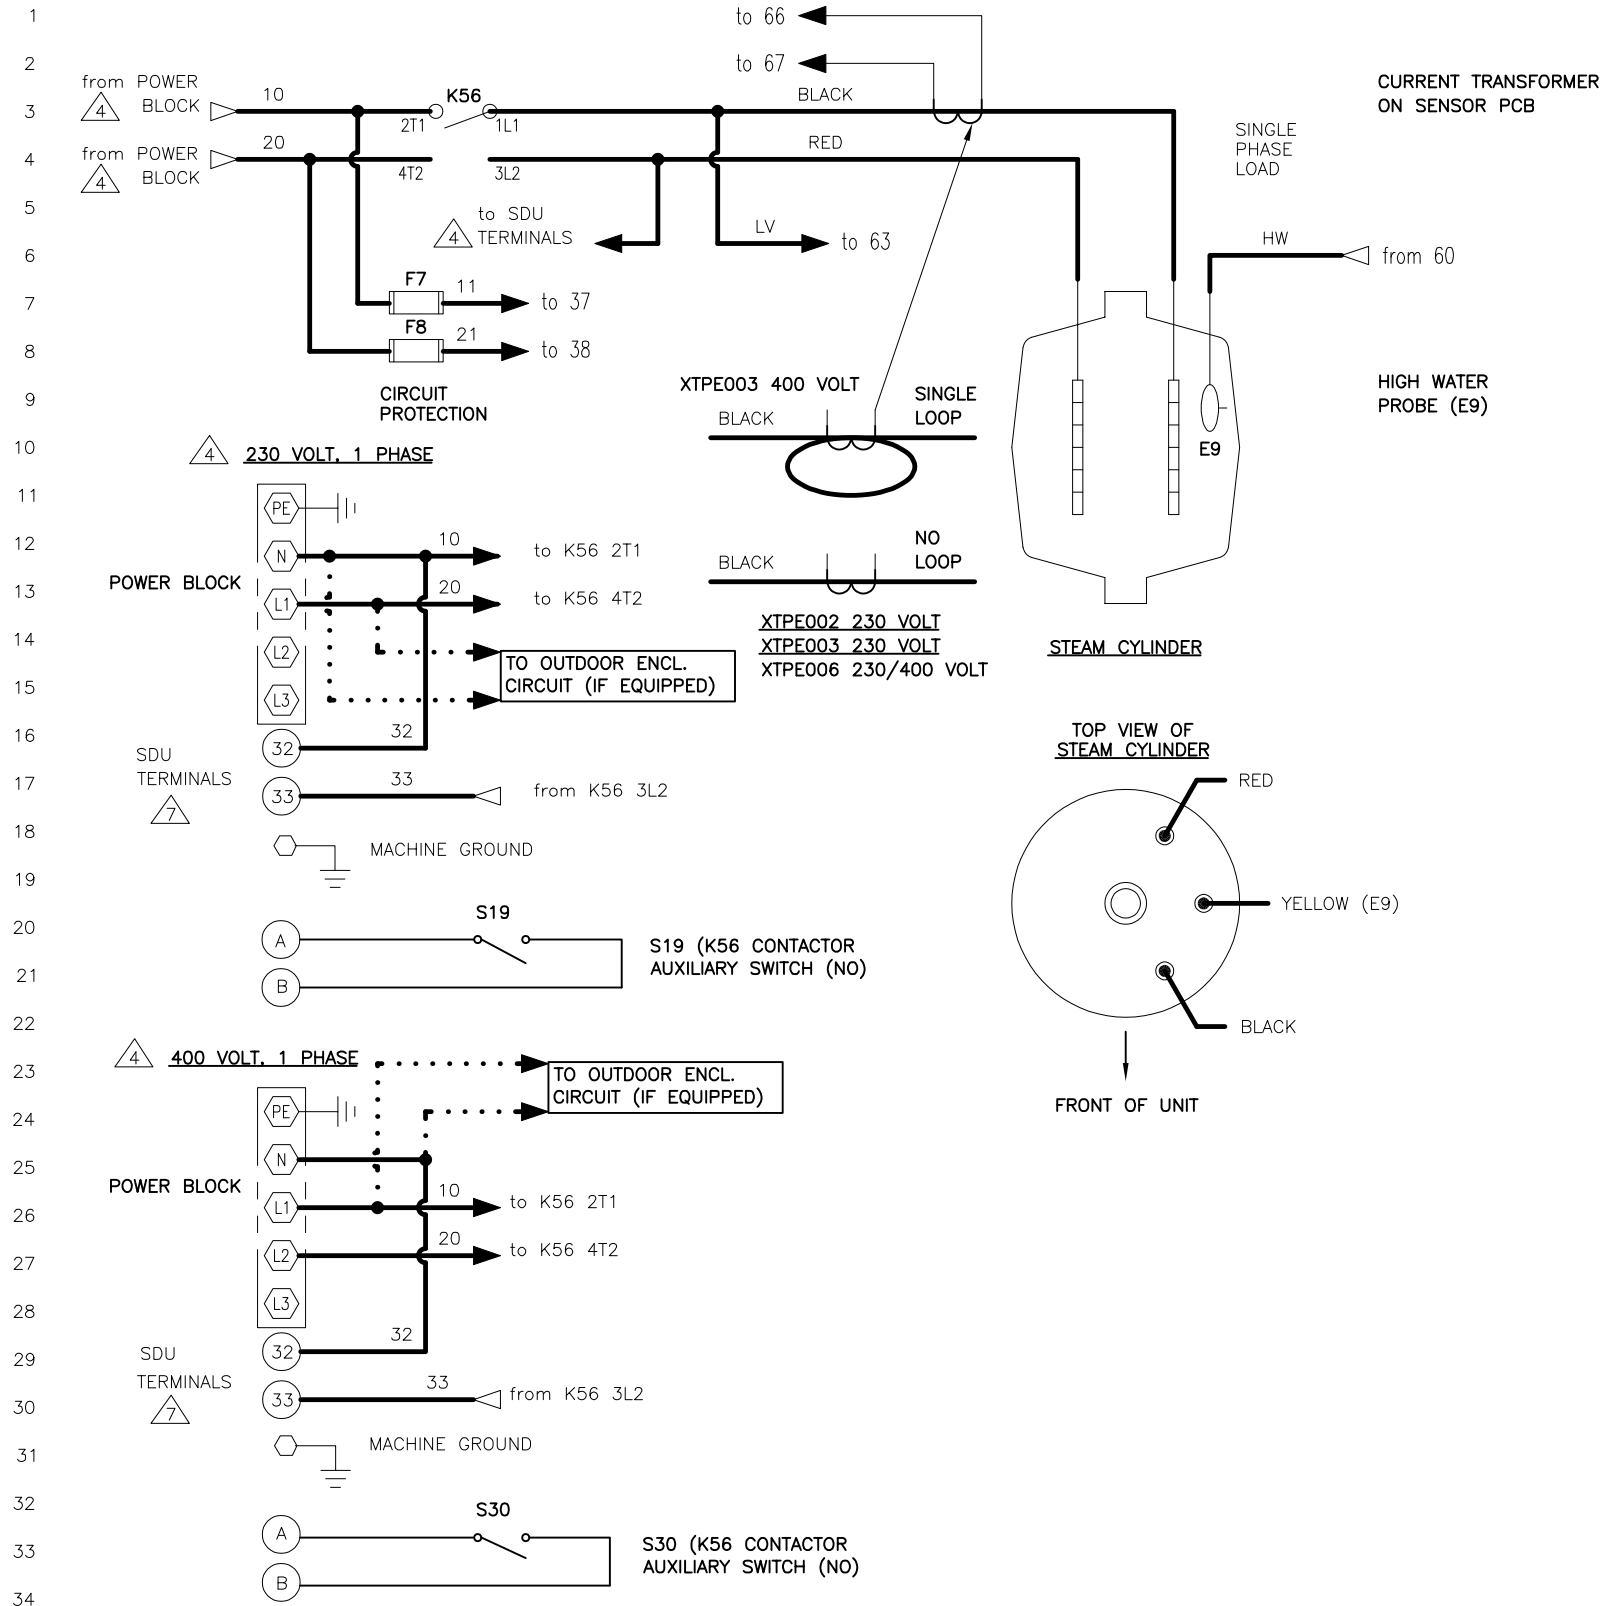 1
to 66
2
to 67
from POWER
4
BLOCK
10
K56
2T1
1L1
BLACK
CURRENT TRANSFORMER
ON SENSOR PCB
3
from POWER
4
BLOCK
20
4T2
3L2
RED
SINGLE
PHASE
LOAD
4
5
to SDU
4
TERMINALS
LV
to 63
HW
from 60
6
F7
11
to 37
7
F8
21
to 38
8
CIRCUIT
PROTECTION
XTPE003 400 VOLT
BLACK
SINGLE
LOOP
HIGH WATER
PROBE (E9)
9
10
4
230 VOLT, 1 PHASE
E9
11
PE
12
N
10
to K56 2T1
NO
LOOP
BLACK
POWER BLOCK
13
L1
20
to K56 4T2
XTPE002 230 VOLT
XTPE003 230 VOLT
XTPE006 230/400 VOLT
STEAM CYLINDER
14
L2
TO OUTDOOR ENCL.
CIRCUIT (IF EQUIPPED)
15
L3
16
32
32
SDU
TERMINALS
7
17
33
33
from K56 3L2
TOP VIEW OF
STEAM CYLINDER
RED
18
MACHINE GROUND
19
YELLOW (E9)
20
A
S19
S19 (K56 CONTACTOR
AUXILIARY SWITCH (NO)
21
B
22
BLACK
4
400 VOLT, 1 PHASE
23
TO OUTDOOR ENCL.
CIRCUIT (IF EQUIPPED)
FRONT OF UNIT
24
PE
25
N
POWER BLOCK
26
L1
10
to K56 2T1
27
L2
20
to K56 4T2
28
L3
29
32
32
SDU
TERMINALS
7
30
33
33
from K56 3L2
31
MACHINE GROUND
32
S30
33
A
S30 (K56 CONTACTOR
AUXILIARY SWITCH (NO)
34
B